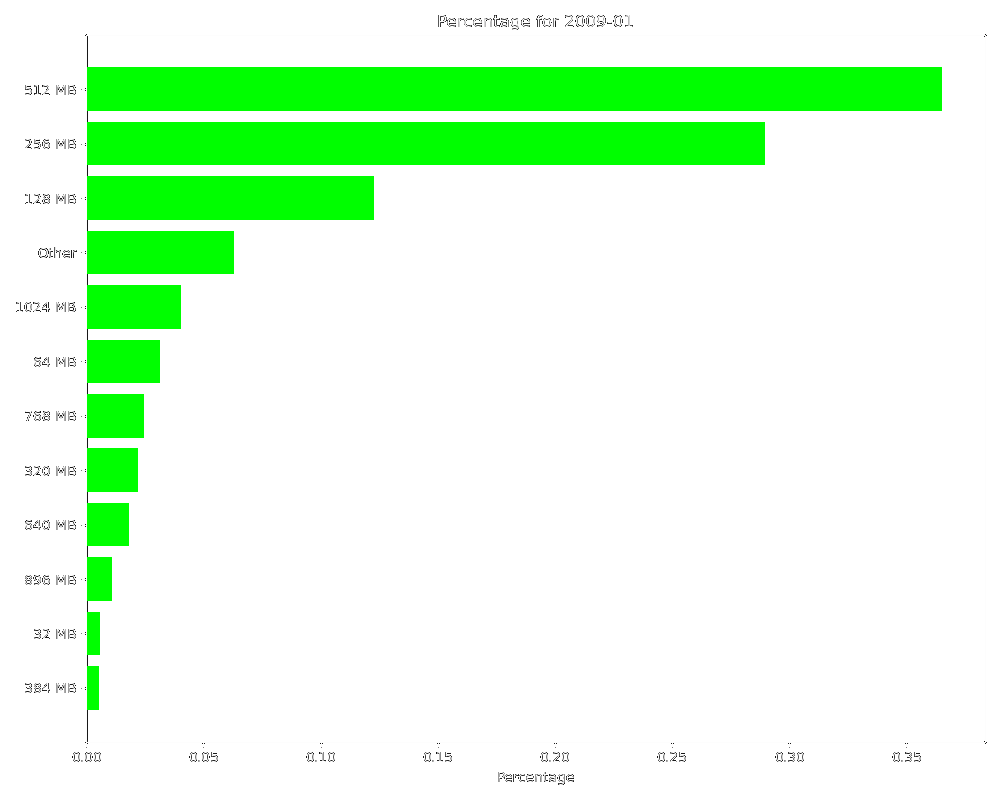 Percentage for 2009-01
512 MB
256 MB
128 MB
Other
1024 MB
64 MB
768 MB
320 MB
640 MB
896 MB
32 MB
384 MB
0.00 0.05 0.10 0.15 0.20 0.25 0.30 0.35
Percentage